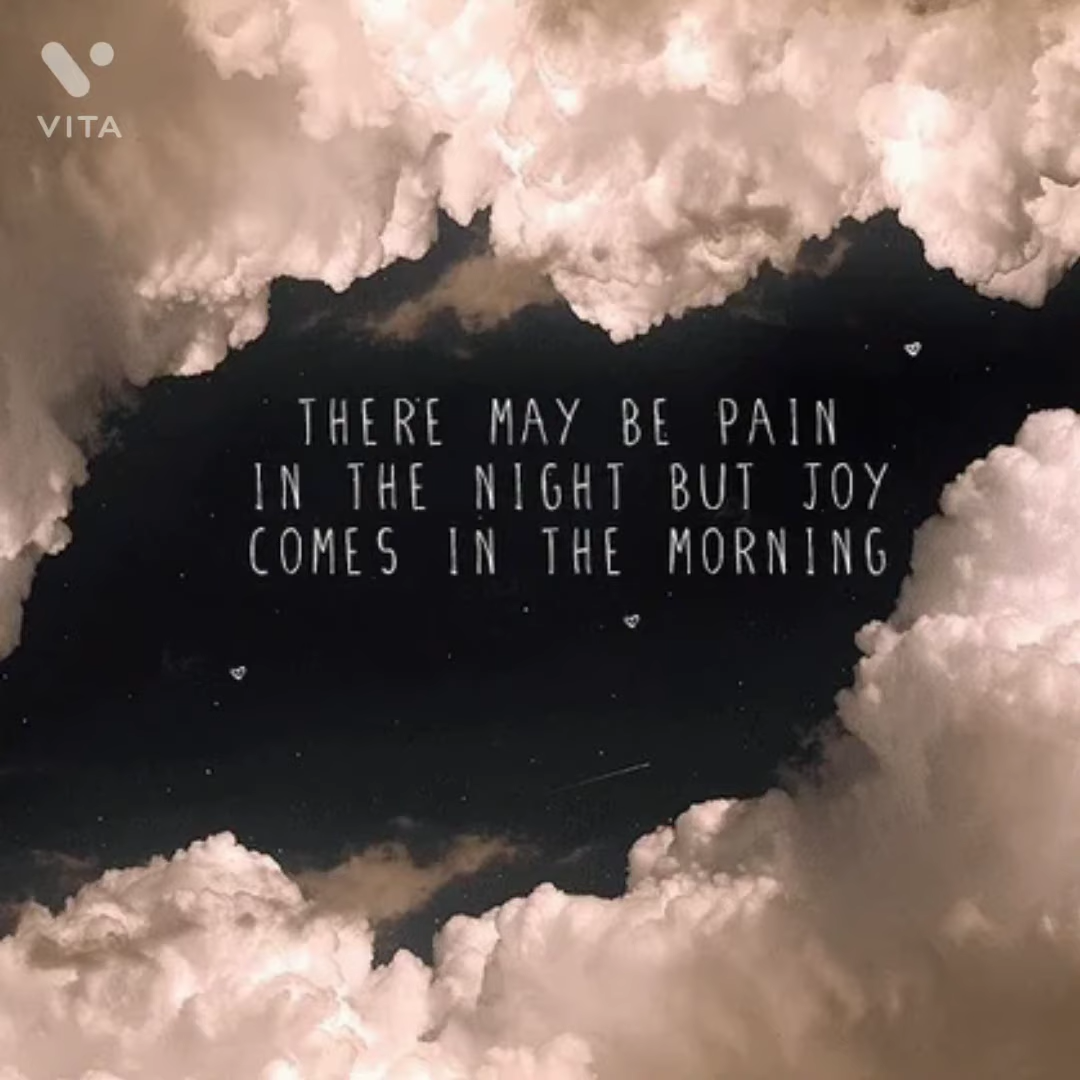 VITA
THERE MAY BE PAIN
IN THE NIGHT BUT JOY
COMES IN THE MORNING